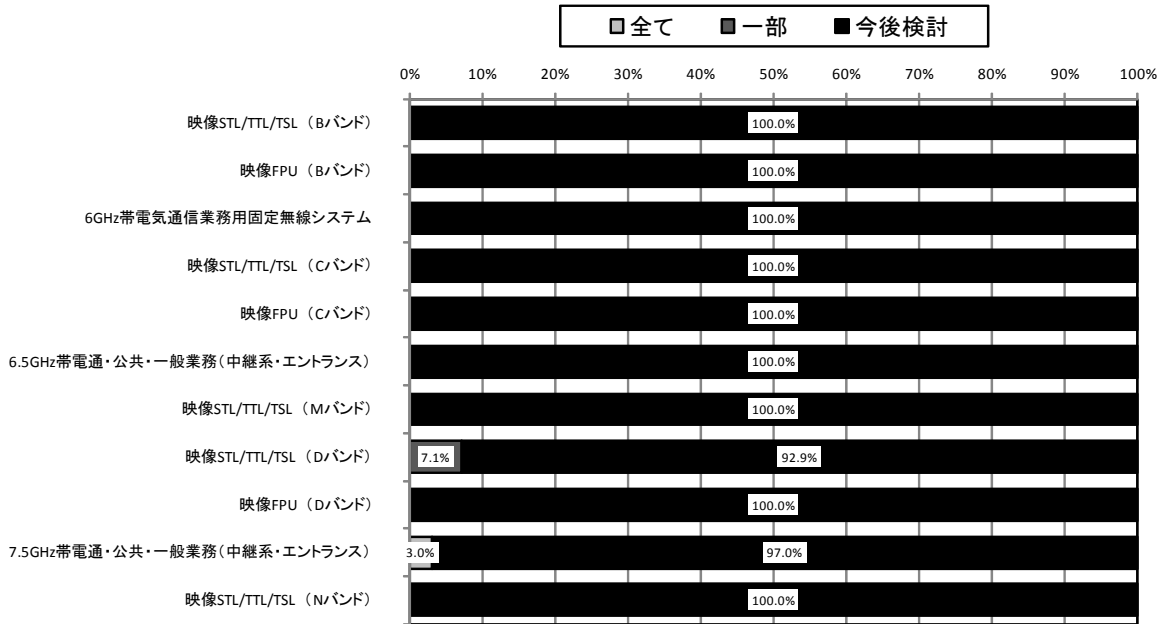 全て 一部 今後検討
0% 10% 20% 30% 40% 50% 60% 70% 80% 90% 100%
映像STL/TTL/TSL（Bバンド） 100.0%
映像FPU（Bバンド） 100.0%
6GHz帯電気通信業務用固定無線システム 100.0%
映像STL/TTL/TSL（Cバンド） 100.0%
映像FPU（Cバンド） 100.0%
6.5GHz帯電通・公共・一般業務（中継系・エントランス） 100.0%
映像STL/TTL/TSL（Mバンド） 100.0%
映像STL/TTL/TSL（Dバンド） 7.1% 92.9%
映像FPU（Dバンド） 100.0%
7.5GHz帯電通・公共・一般業務（中継系・エントランス） 3.0% 97.0%
映像STL/TTL/TSL（Nバンド） 100.0%